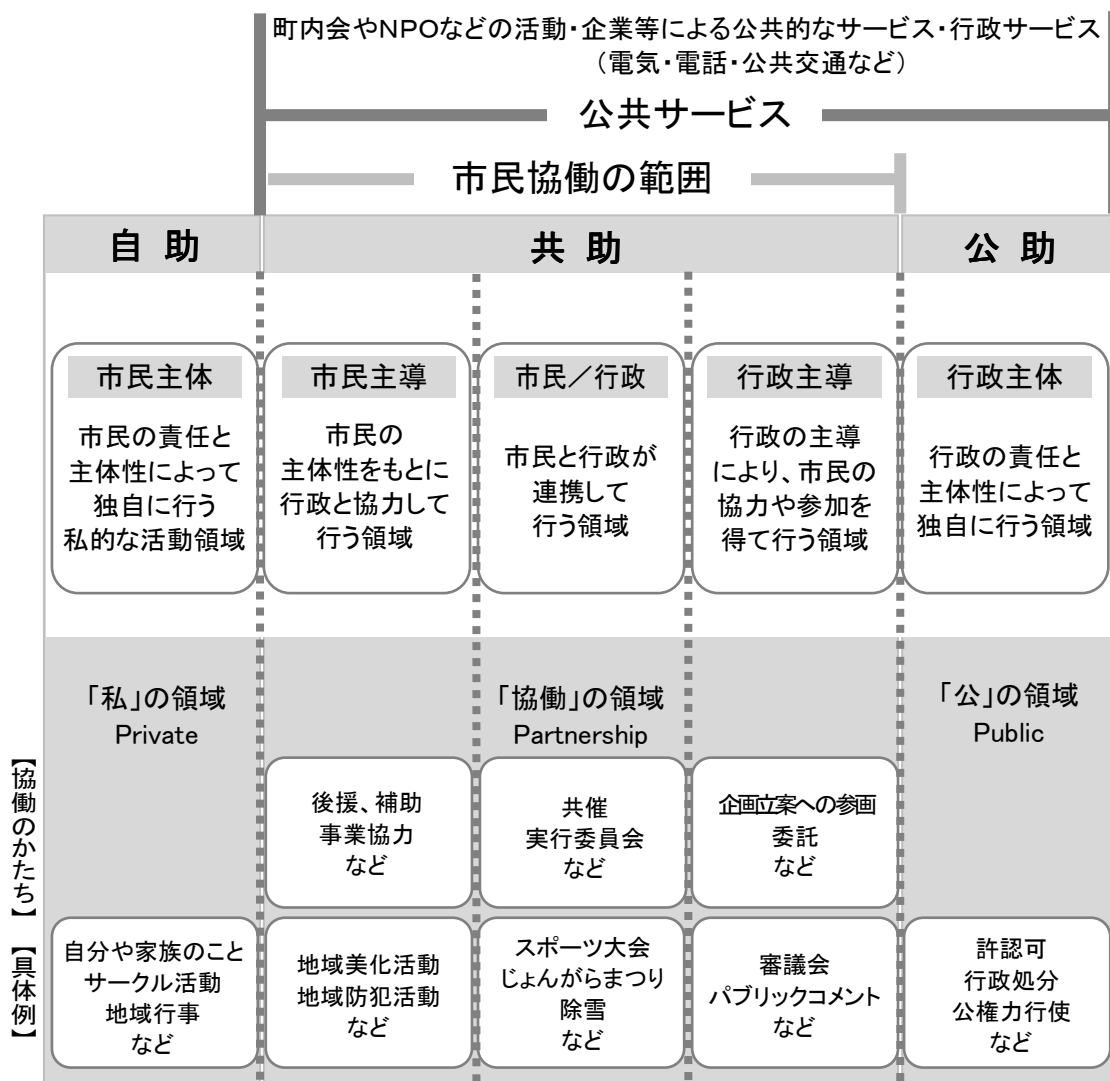 町内会やNPOなどの活動・企業等による公共的なサービス・行政サービス
（電気・電話・公共交通など）
公共サービス
市民協働の範囲
自 助
共 助
公 助
市民主体
市民の責任と
主体性によって
独自に行う
私的な活動領域
市民主導
市民の
主体性をもとに
行政と協力して
行う領域
市民／行政
市民と行政が
連携して
行う領域
行政主導
行政の主導
により、市民の
協力や参加を
得て行う領域
行政主体
行政の責任と
主体性によって
独自に行う領域
「私」の領域
Private
「協働」の領域
Partnership
「公」の領域
Public
【協働のかたち】
後援、補助
事業協力
など
共催
実行委員会
など
企画立案への参画
委託
など
【具体例】
自分や家族のこと
サークル活動
地域行事
など
地域美化活動
地域防犯活動
など
スポーツ大会
じょんがらまつり
除雪
など
審議会
パブリックコメント
など
許認可
行政処分
公権力行使
など